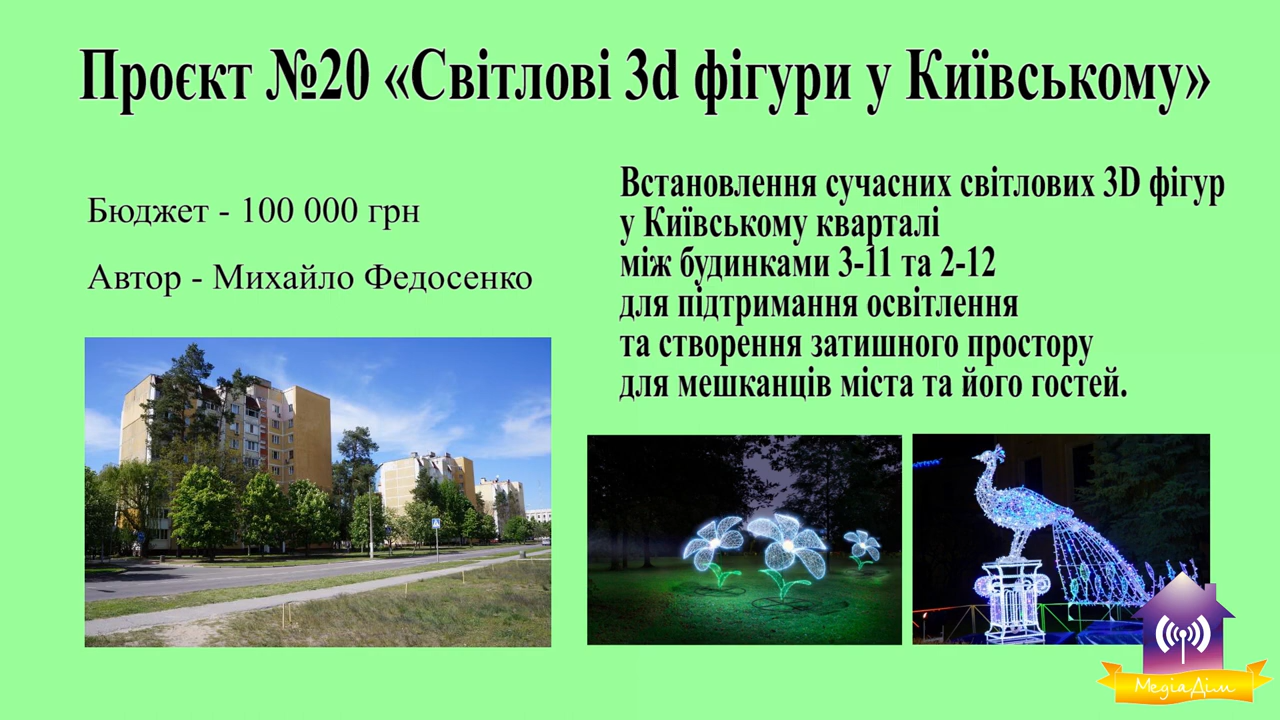 Проєкт №20 «Світлові 3d фігури у Київському»
Бюджет - 100 000 грн
Автор - Михайло Федосенко
Встановлення сучасних світлових 3D фігур
у Київському кварталі
між будинками 3-11 та 2-12
для підтримання освітлення
та створення затишного простору
для мешканців міста та його гостей.
МедіаДім